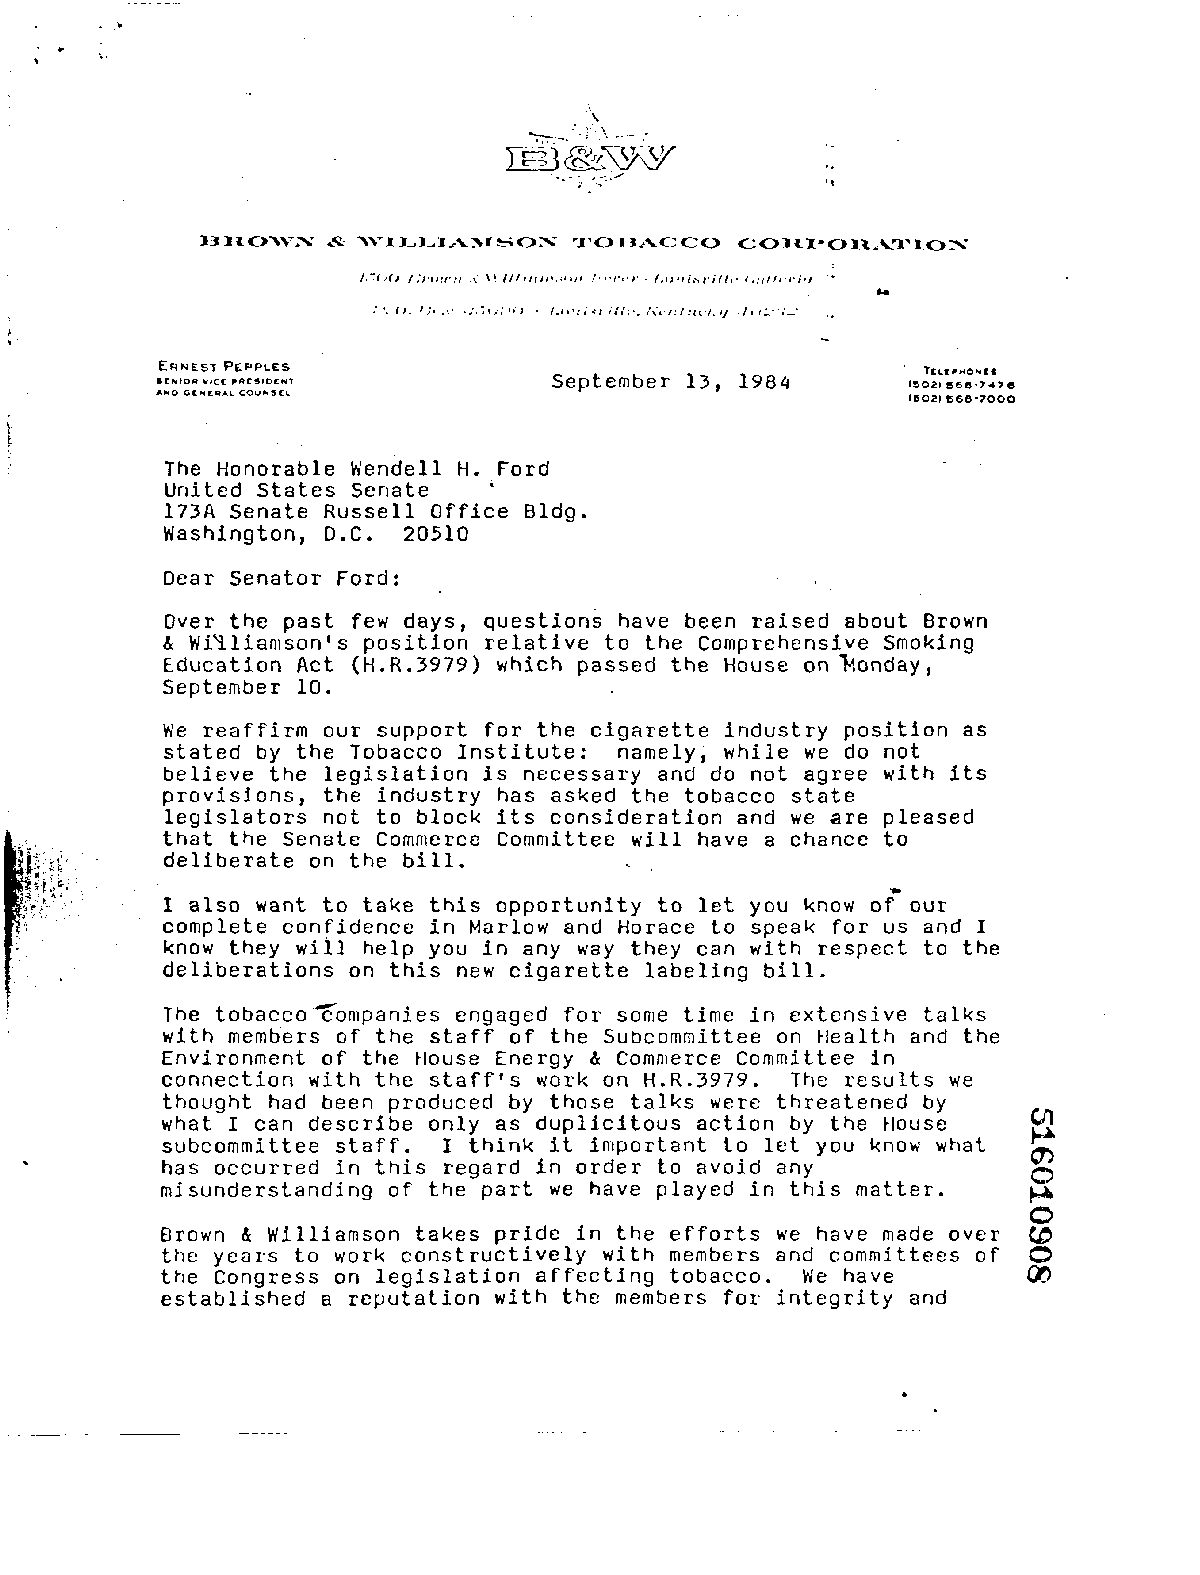 B&W
BROWN & WILLIAMSON TOBACCO CORPORATION
1500 Brown & Williamson Tower - Louisville Galleria
P.O. Box 35090 - Louisville, Kentucky 40232
ERNEST PEPPLES
SENIOR VICE PRESIDENT
AND GENERAL COUNSEL
September 13, 1984
TELEPHONES
(502) 568-7476
(502) 568-7000
The Honorable Wendell H. Ford
United States Senate
173A Senate Russell Office Bldg.
Washington, D.C. 20510
Dear Senator Ford:
Over the past few days, questions have been raised about Brown
& Williamson's position relative to the Comprehensive Smoking
Education Act (H.R.3979) which passed the House on Monday,
September 10.
We reaffirm our support for the cigarette industry position as
stated by the Tobacco Institute: namely, while we do not
believe the legislation is necessary and do not agree with its
provisions, the industry has asked the tobacco state
legislators not to block its consideration and we are pleased
that the Senate Commerce Committee will have a chance to
deliberate on the bill.
I also want to take this opportunity to let you know of our
complete confidence in Marlow and Horace to speak for us and I
know they will help you in any way they can with respect to the
deliberations on this new cigarette labeling bill.
The tobacco companies engaged for some time in extensive talks
with members of the staff of the Subcommittee on Health and the
Environment of the House Energy & Commerce Committee in
connection with the staff's work on H.R.3979. The results we
thought had been produced by those talks were threatened by
what I can describe only as duplicitous action by the House
subcommittee staff. I think it important to let you know what
has occurred in this regard in order to avoid any
misunderstanding of the part we have played in this matter.
Brown & Williamson takes pride in the efforts we have made over
the years to work constructively with members and committees of
the Congress on legislation affecting tobacco. We have
established a reputation with the members for integrity and
516010908